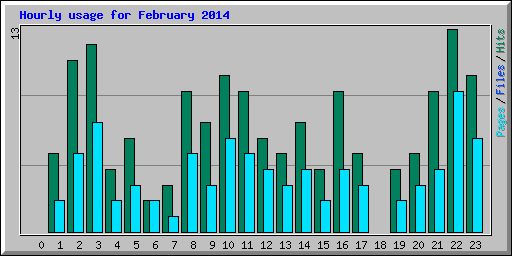 Hourly usage for February 2014
13
Pages/Files/Hits
0 1 2 3 4 5 6 7 8 9 10 11 12 13 14 15 16 17 18 19 20 21 22 23